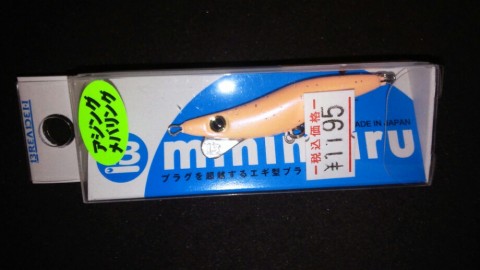 BREADEN
アジング
メバリング
税込価格
¥1195
MADE IN JAPAN
プラグを超越するエギ型プラ